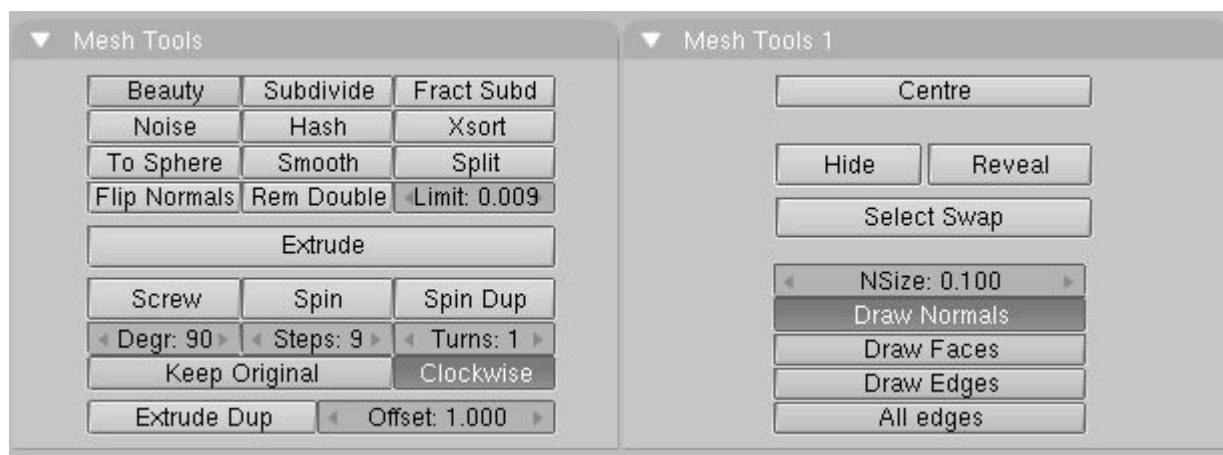 Mesh Tools
Beauty Subdivide Fract Subd
Noise Hash Xsort
To Sphere Smooth Split
Flip Normals Rem Double Limit: 0.009
Extrude
Screw Spin Spin Dup
Degr: 90 Steps: 9 Turns: 1
Keep Original Clockwise
Extrude Dup Offset: 1.000
Mesh Tools 1
Centre
Hide Reveal
Select Swap
NSize: 0.100
Draw Normals
Draw Faces
Draw Edges
All edges